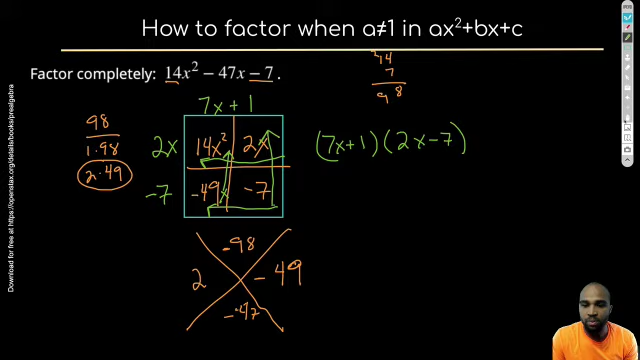 How to factor when a≠1 in ax²+bx+c
Factor completely: 14x² − 47x − 7 .
14
7
98
7x + 1
98
1·98
2·49
2x
14x²
2x
-7
-49x
-7
(7x+1)(2x-7)
-98
2
-49
-47
Download for free at https://openstax.org/details/books/prealgebra